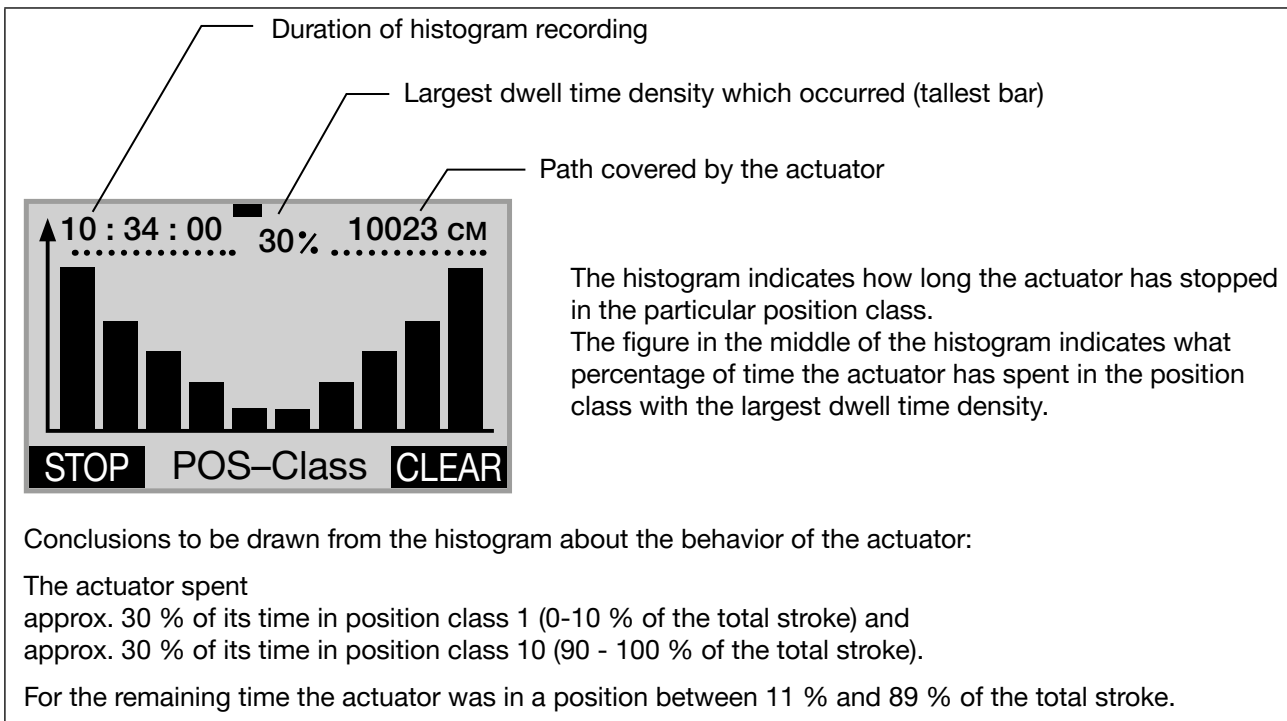 Duration of histogram recording
Largest dwell time density which occurred (tallest bar)
Path covered by the actuator
10 : 34 : 00 30% 10023 CM
The histogram indicates how long the actuator has stopped
in the particular position class.
The figure in the middle of the histogram indicates what
percentage of time the actuator has spent in the position
class with the largest dwell time density.
STOP POS–Class CLEAR
Conclusions to be drawn from the histogram about the behavior of the actuator:
The actuator spent
approx. 30 % of its time in position class 1 (0-10 % of the total stroke) and
approx. 30 % of its time in position class 10 (90 - 100 % of the total stroke).
For the remaining time the actuator was in a position between 11 % and 89 % of the total stroke.